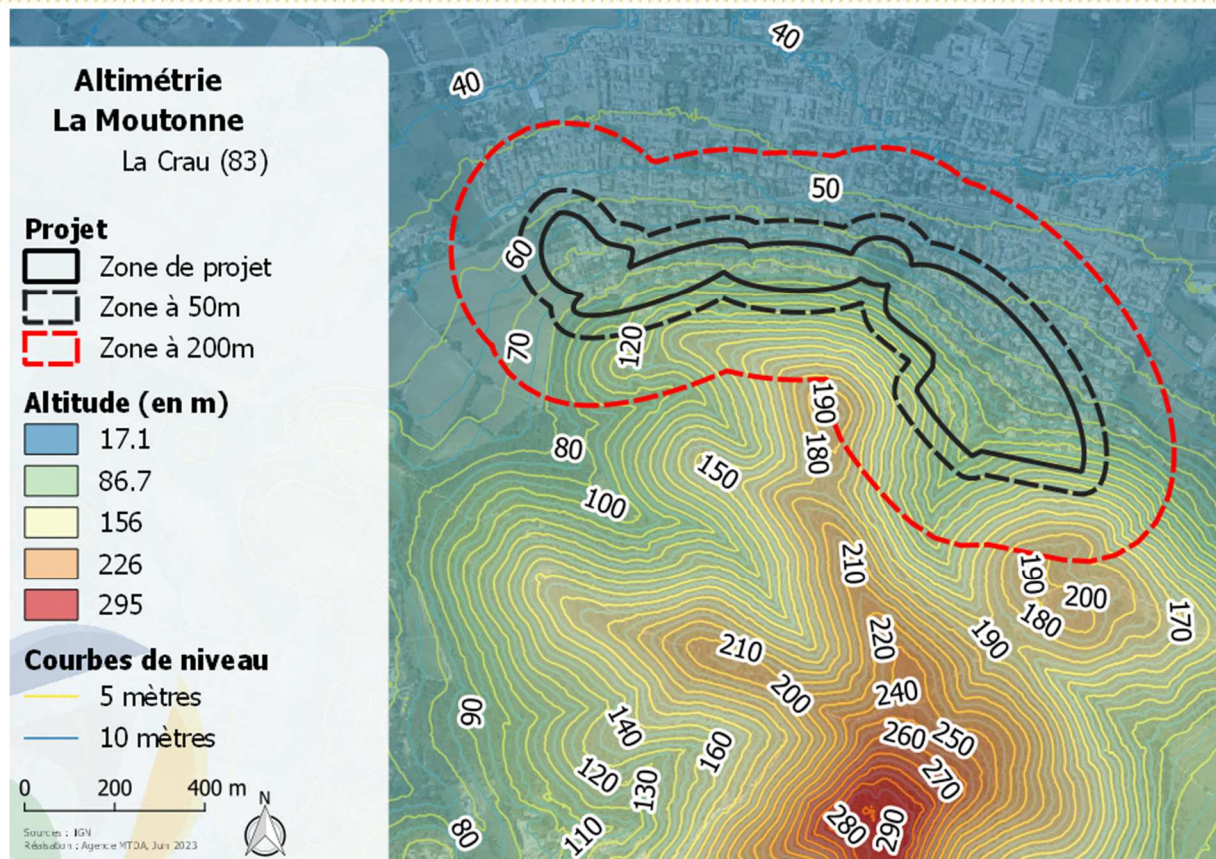 Altimétrie
La Moutonne
La Crau (83)
Projet
Zone de projet
Zone à 50m
Zone à 200m
Altitude (en m)
17.1
86.7
156
226
295
Courbes de niveau
5 mètres
10 mètres
0 200 400 m
N
Sources : IGN
Réalisation : Agence MTDA, Juin 2023
40
40
50
60
70
120
190
80
180
150
100
210
190
200
180
170
220
190
210
200
240
90
140
260
250
160
120
130
270
80
110
280
290